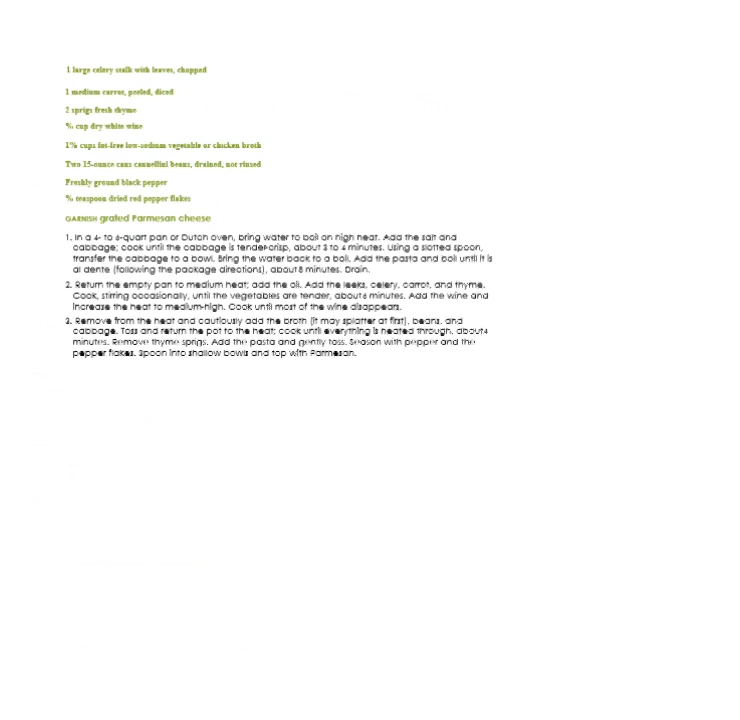 1 large celery stalk with leaves, chopped
1 medium carrot, peeled, diced
2 sprigs fresh thyme
% cup dry white wine
1% cups fat-free low-sodium vegetable or chicken broth
Two 15-ounce cans cannellini beans, drained, not rinsed
Freshly ground black pepper
% teaspoon dried red pepper flakes
GARNISH grated Parmesan cheese
1. In a 4- to 6-quart pan or Dutch oven, bring water to boil on high heat. Add the salt and
cabbage; cook until the cabbage is tender-crisp, about 3 to 4 minutes. Using a slotted spoon,
transfer the cabbage to a bowl. Bring the water back to a boil. Add the pasta and boil until it is
al dente (following the package directions), about 8 minutes. Drain.
2. Return the empty pan to medium heat; add the oil. Add the leeks, celery, carrot, and thyme.
Cook, stirring occasionally, until the vegetables are tender, about 6 minutes. Add the wine and
increase the heat to medium-high. Cook until most of the wine disappears.
3. Remove from the heat and cautiously add the broth (it may splatter at first), beans, and
cabbage. Toss and return the pot to the heat; cook until everything is heated through, about 4
minutes. Remove thyme sprigs. Add the pasta and gently toss. Season with pepper and the
pepper flakes. Spoon into shallow bowls and top with Parmesan.